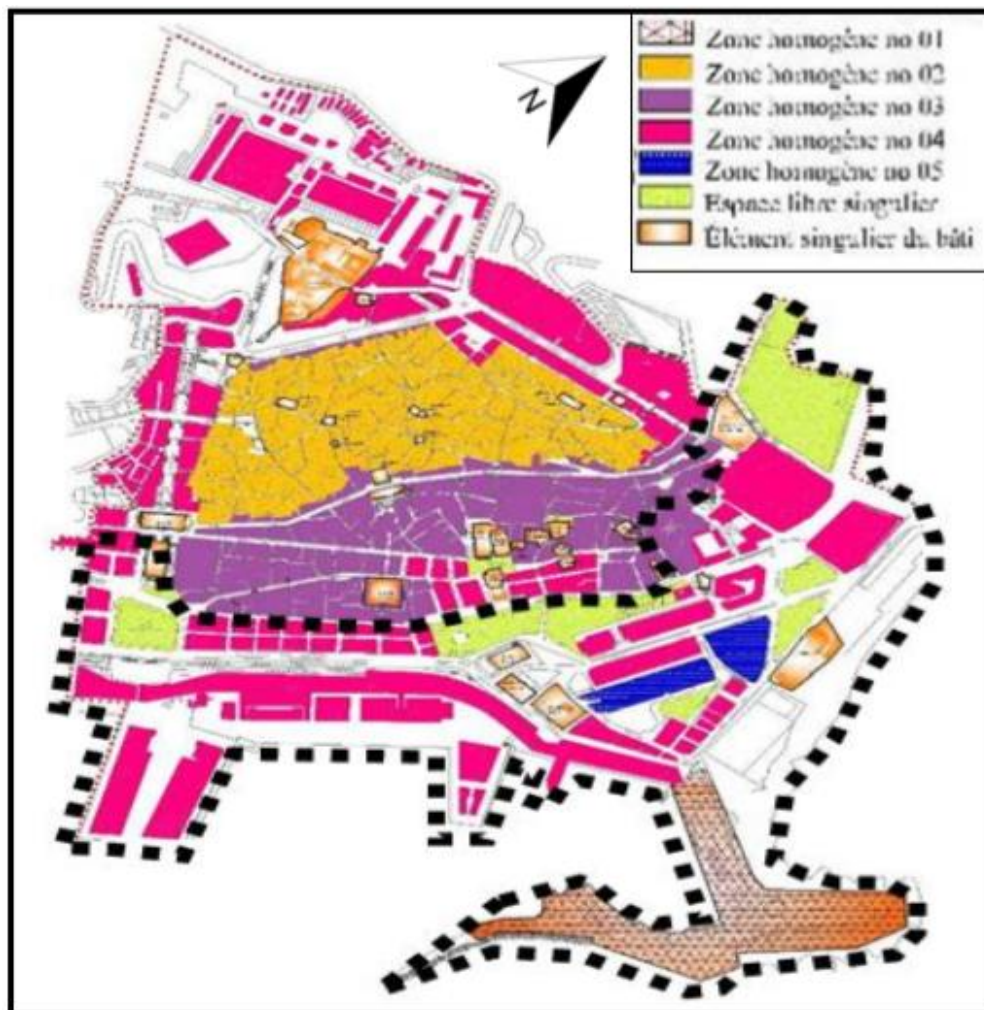 Zone homogène no 01
Zone homogène no 02
Zone homogène no 03
Zone homogène no 04
Zone homogène no 05
Espace libre singulier
Élément singulier du bâti
N